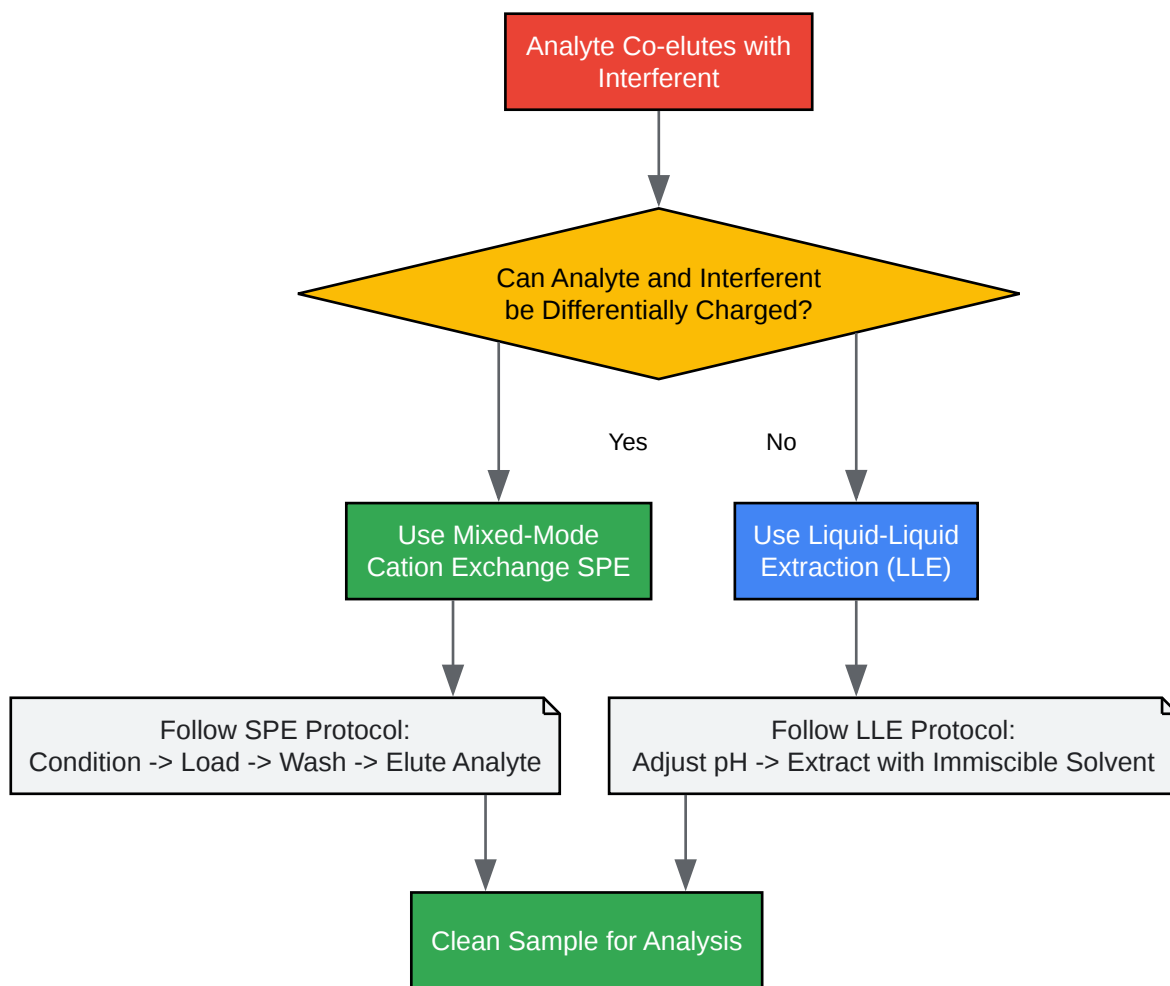 Analyte Co-elutes with
Interferent
Can Analyte and Interferent
be Differentially Charged?
Yes
No
Use Mixed-Mode
Cation Exchange SPE
Use Liquid-Liquid
Extraction (LLE)
Follow SPE Protocol:
Condition -> Load -> Wash -> Elute Analyte
Follow LLE Protocol:
Adjust pH -> Extract with Immiscible Solvent
Clean Sample for Analysis